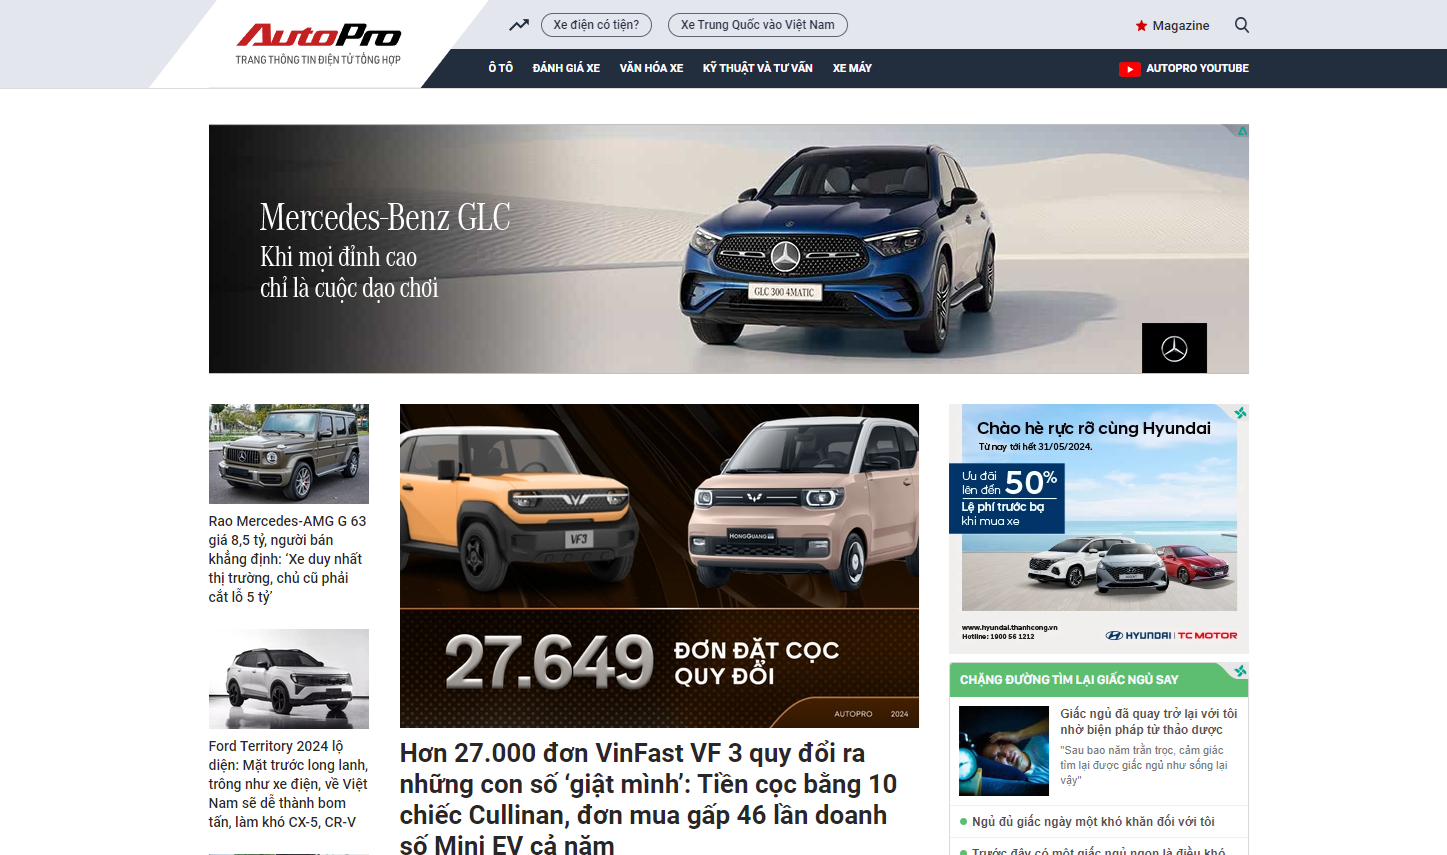 AutoPro
TRANG THÔNG TIN ĐIỆN TỬ TỔNG HỢP
Xe điện có tiện?
Xe Trung Quốc vào Việt Nam
Magazine
Ô TÔ
ĐÁNH GIÁ XE
VĂN HÓA XE
KỸ THUẬT VÀ TƯ VẤN
XE MÁY
AUTOPRO YOUTUBE
Mercedes-Benz GLC
Khi mọi đỉnh cao
chỉ là cuộc dạo chơi
GLC 300 4MATIC
Rao Mercedes-AMG G 63
giá 8,5 tỷ, người bán
khẳng định: ‘Xe duy nhất
thị trường, chủ cũ phải
cắt lỗ 5 tỷ’
Ford Territory 2024 lộ
diện: Mặt trước long lanh,
trông như xe điện, về Việt
Nam sẽ dễ thành bom
tấn, làm khó CX-5, CR-V
VF3
HONGGUANG
27.649
ĐƠN ĐẶT CỌC
QUY ĐỔI
AUTOPRO 2024
Hơn 27.000 đơn VinFast VF 3 quy đổi ra
những con số ‘giật mình’: Tiền cọc bằng 10
chiếc Cullinan, đơn mua gấp 46 lần doanh
số Mini EV cả năm
Chào hè rực rỡ cùng Hyundai
Từ nay tới hết 31/05/2024.
Ưu đãi
lên đến 50%
Lệ phí trước bạ
khi mua xe
www.hyundai.thanhcong.vn
Hotline: 1900 56 1212
HYUNDAI | TC MOTOR
CHẶNG ĐƯỜNG TÌM LẠI GIẤC NGỦ SAY
Giấc ngủ đã quay trở lại với tôi
nhờ biện pháp từ thảo dược
"Sau bao năm trằn trọc, cảm giác
tìm lại được giấc ngủ như sống lại
vậy"
Ngủ đủ giấc ngày một khó khăn đối với tôi
Trước đây có một giấc ngủ ngon là điều khó